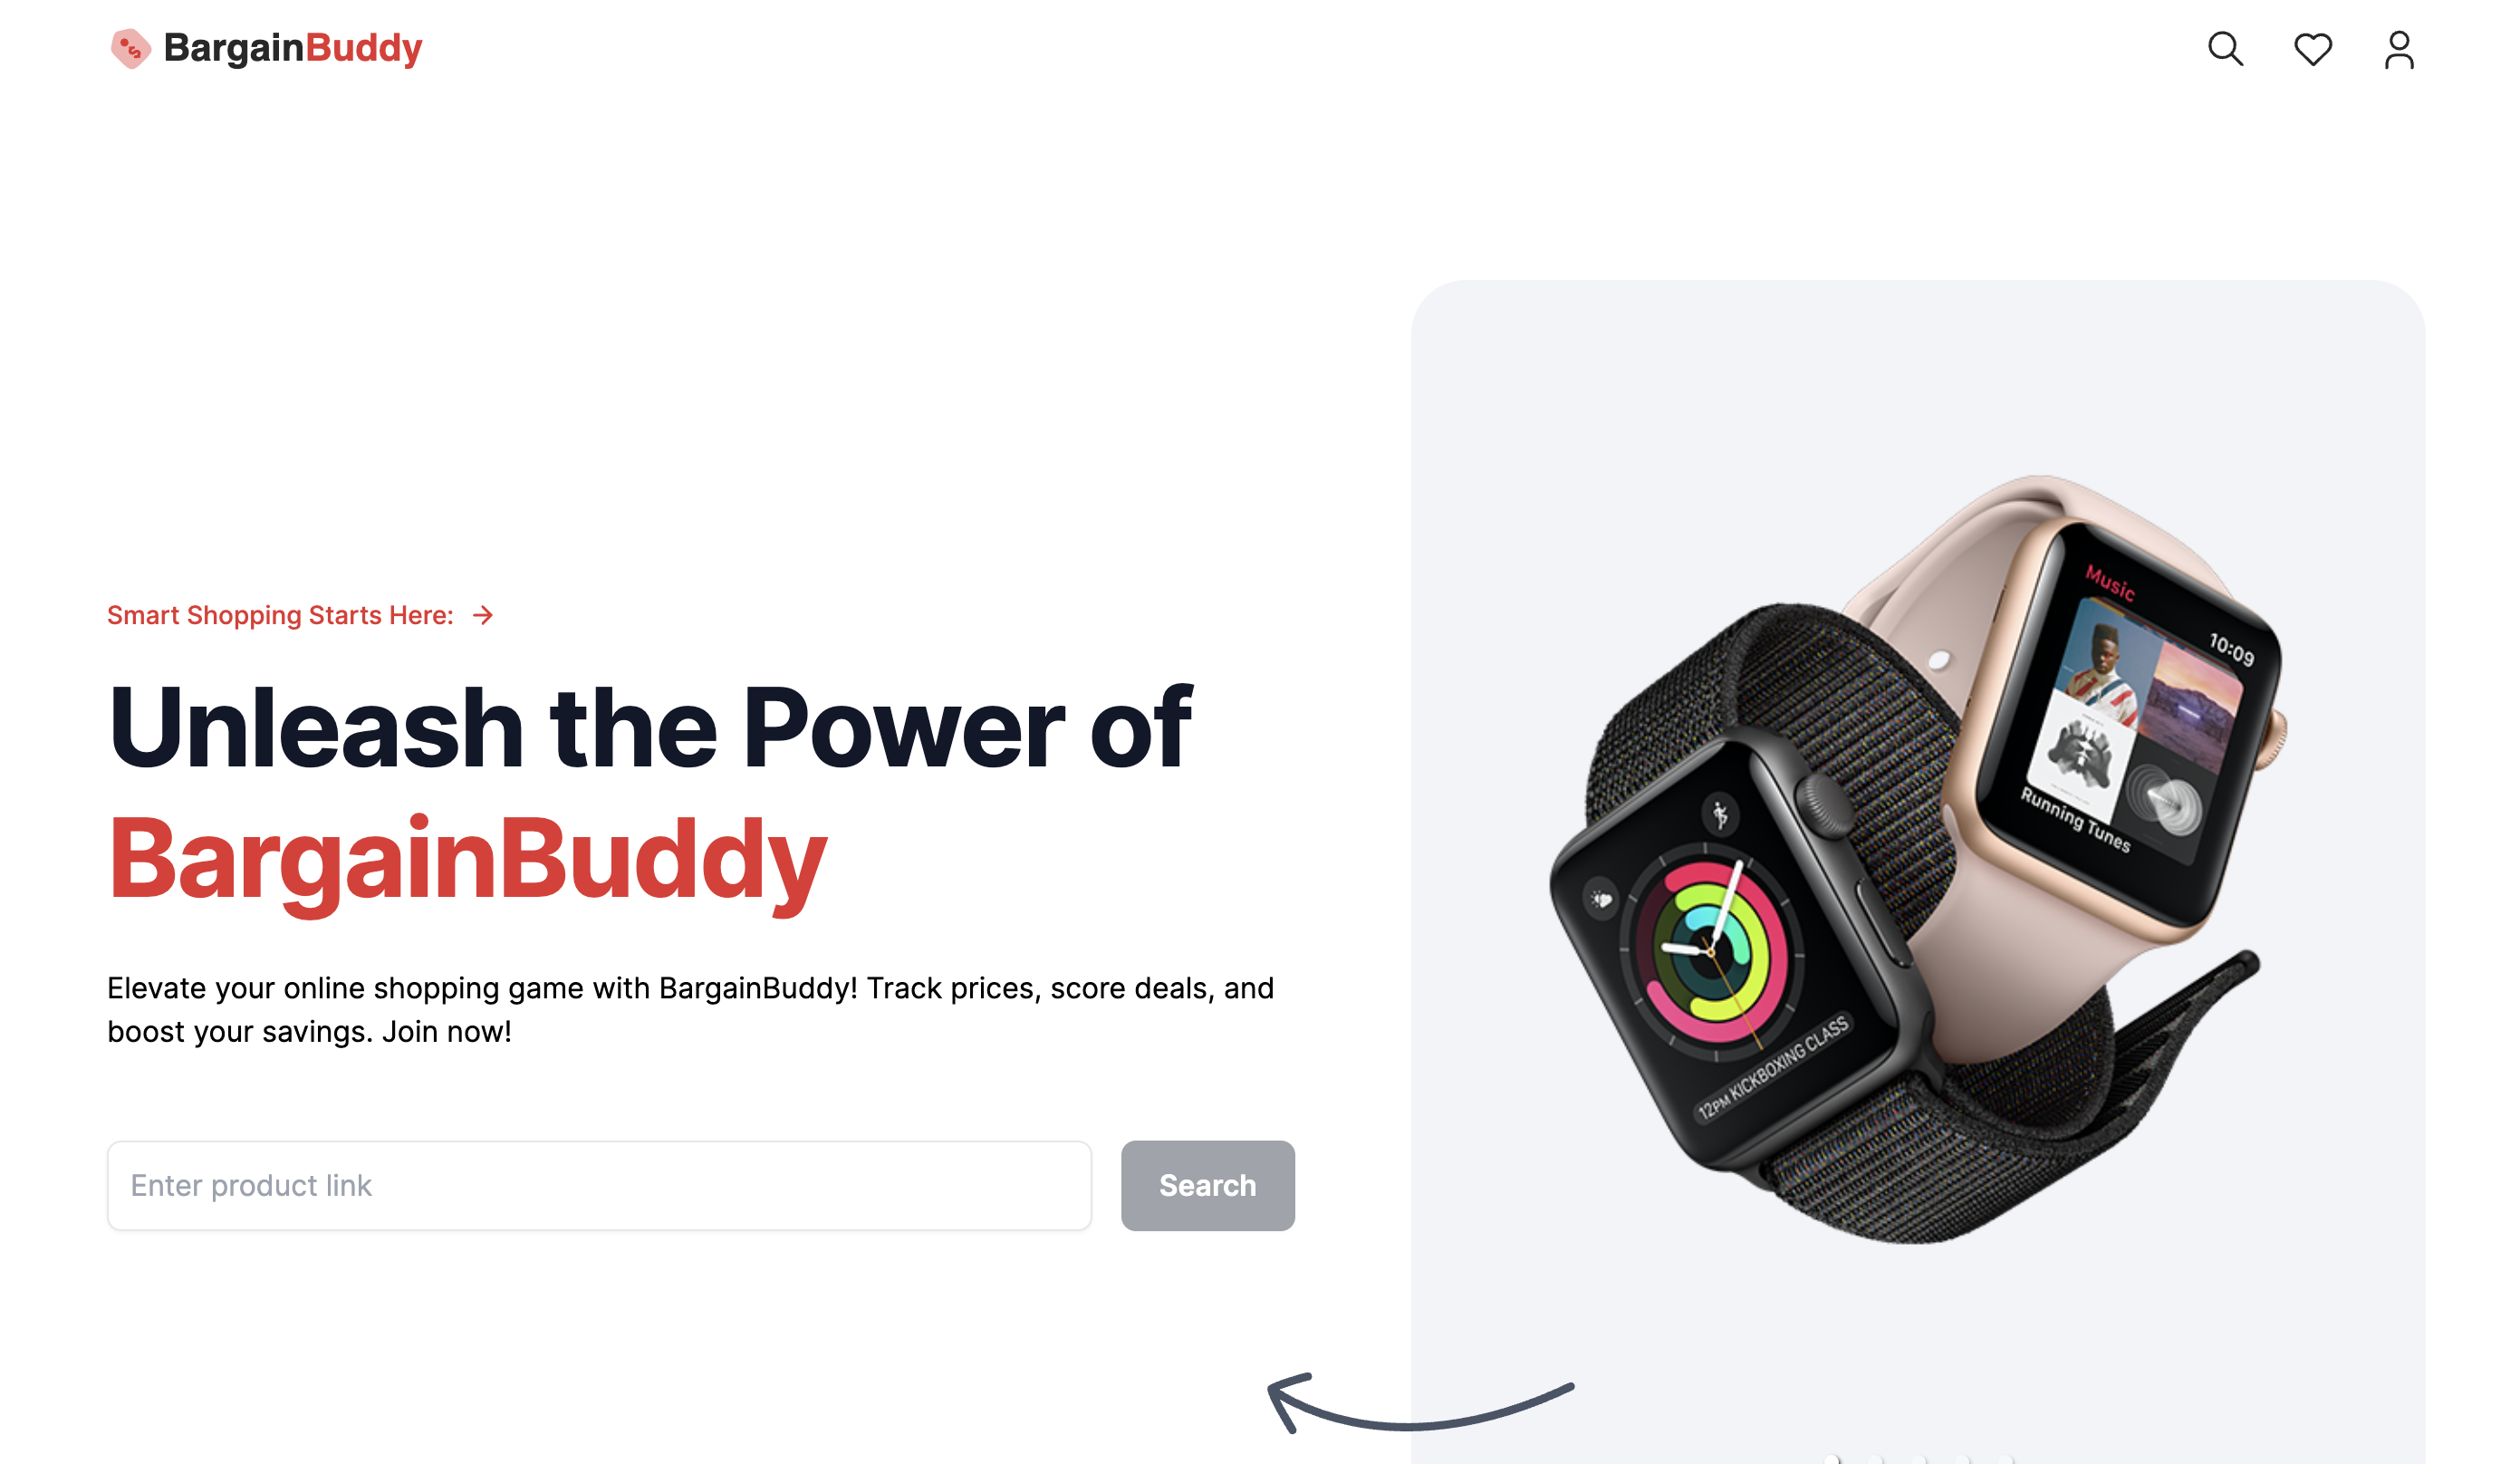 BargainBuddy
Smart Shopping Starts Here:
Unleash the Power of
BargainBuddy
Elevate your online shopping game with BargainBuddy! Track prices, score deals, and
boost your savings. Join now!
Enter product link
Search
Music
10:09
Running Tunes
12PM KICKBOXING CLASS